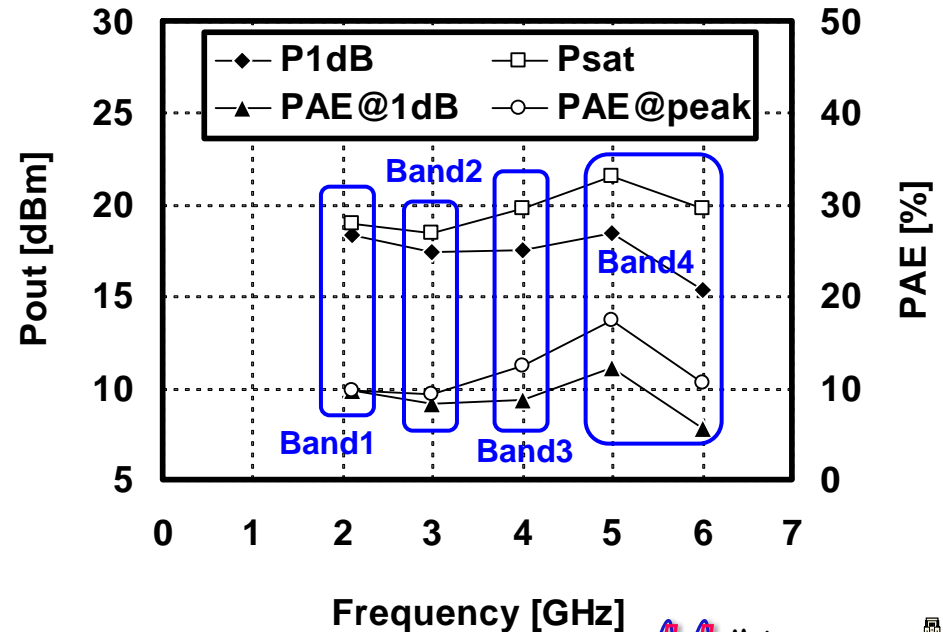 30
25
20
15
10
5
Pout [dBm]
P1dB
Psat
PAE@1dB
PAE@peak
Band1
Band2
Band3
Band4
50
40
30
20
10
0
PAE [%]
0 1 2 3 4 5 6 7
Frequency [GHz]